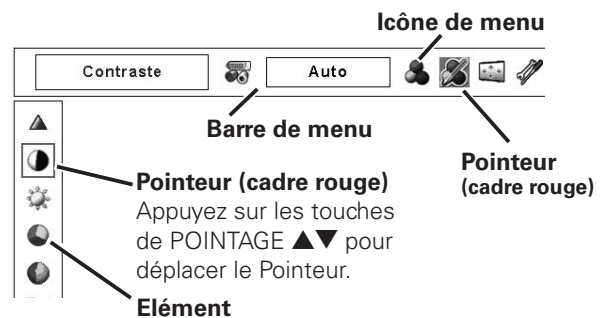 Icône de menu
Contraste
Auto
Barre de menu
Pointeur
(cadre rouge)
Pointeur (cadre rouge)
Appuyez sur les touches
de POINTAGE ▲▼ pour
déplacer le Pointeur.
Elément